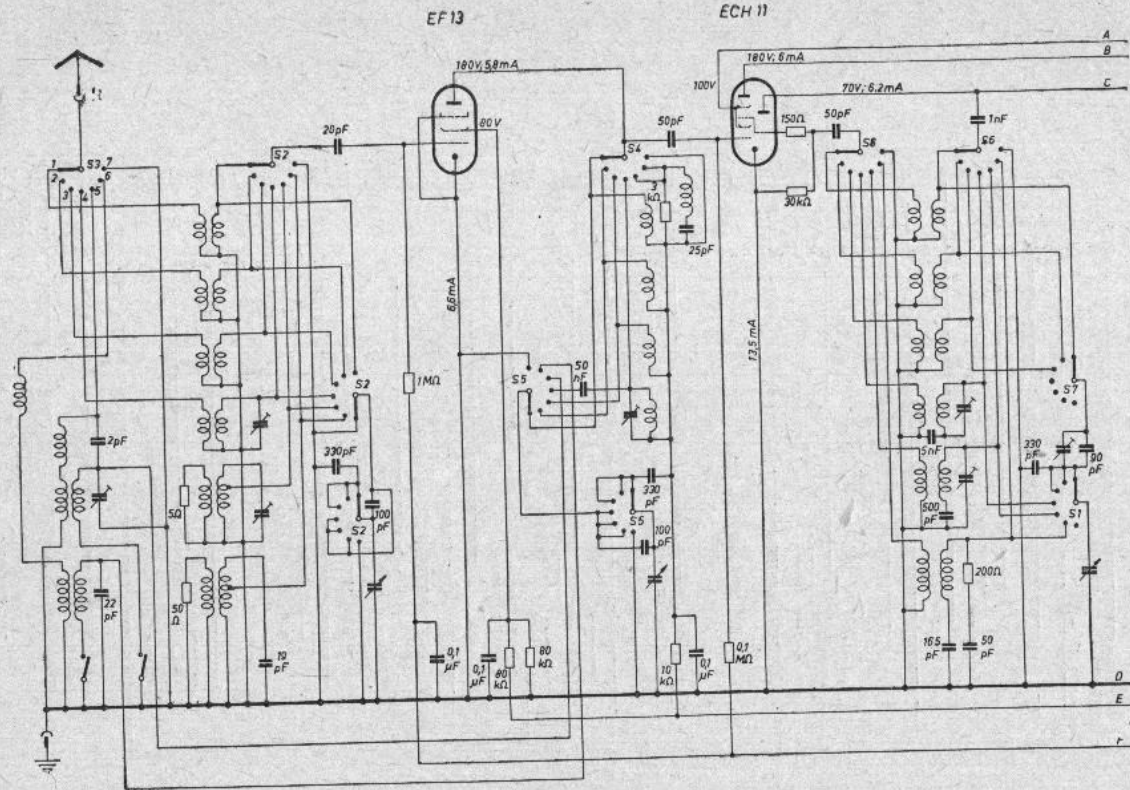 EF 13
ECH 11
A
B
C
180V; 5,8mA
180V; 6mA
100V
70V; 6.2mA
80V
20pF
50pF
150Ω
50pF
1nF
30kΩ
1
2
3
4
5
6
7
S3
S2
S4
S8
S6
3 kΩ
25pF
6,6mA
13,5 mA
1MΩ
S2
S5
50 nF
S7
2pF
330pF
100 pF
S2
330 pF
100 pF
S5
5nF
330 pF
90 pF
S1
5Ω
500 pF
50 Ω
22 pF
19 pF
200Ω
165 pF
50 pF
0,1 µF
0,1 µF
80 kΩ
80 kΩ
10 kΩ
0,1 µF
0,1 MΩ
D
E